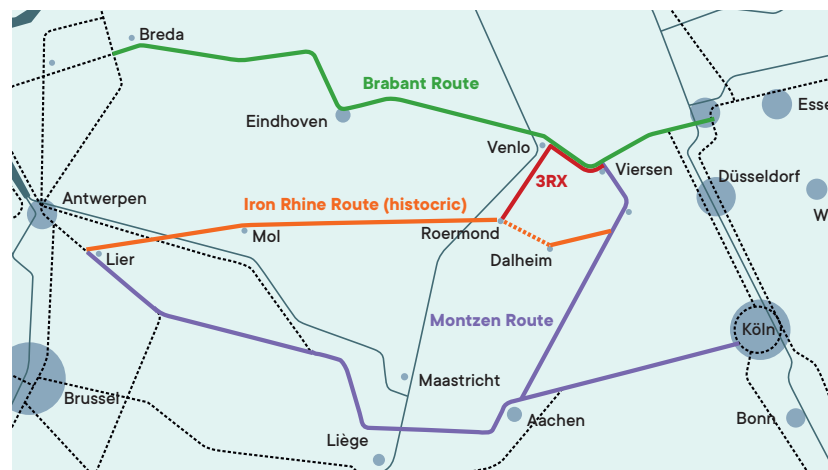 Breda
Brabant Route
Esse
Eindhoven
Venlo
Viersen
3RX
Düsseldorf
Antwerpen
Iron Rhine Route (histocric)
W
Mol
Roermond
Lier
Dalheim
Montzen Route
Köln
Maastricht
Brussel
Aachen
Bonn
Liège